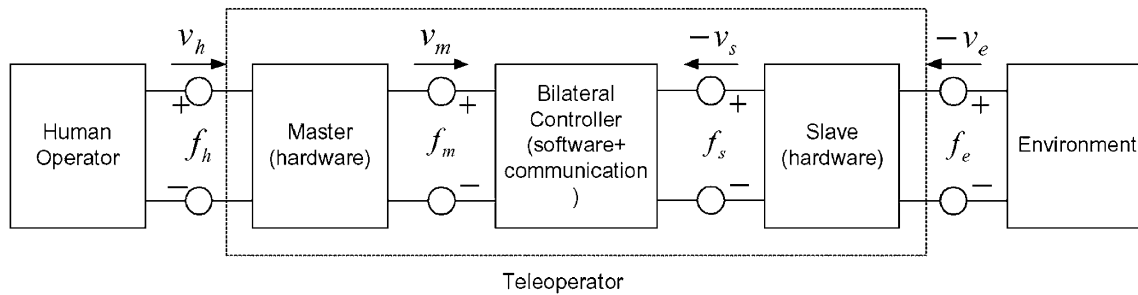 v_h
v_m
−v_s
−v_e
Human
Operator
+
f_h
−
Master
(hardware)
+
f_m
−
Bilateral
Controller
(software+
communication
)
+
f_s
−
Slave
(hardware)
+
f_e
−
Environment
Teleoperator